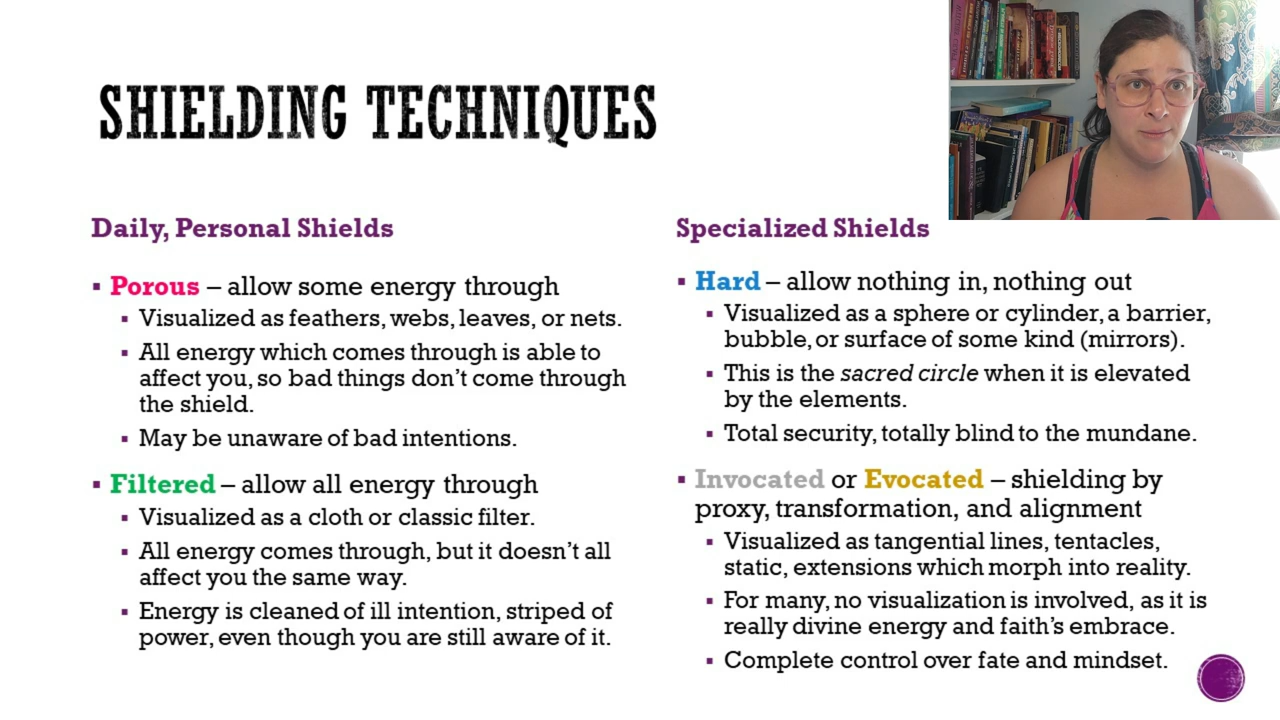 SHIELDING TECHNIQUES
Daily, Personal Shields
▪ Porous – allow some energy through
▪ Visualized as feathers, webs, leaves, or nets.
▪ All energy which comes through is able to
affect you, so bad things don't come through
the shield.
▪ May be unaware of bad intentions.
▪ Filtered – allow all energy through
▪ Visualized as a cloth or classic filter.
▪ All energy comes through, but it doesn't all
affect you the same way.
▪ Energy is cleaned of ill intention, striped of
power, even though you are still aware of it.
Specialized Shields
▪ Hard – allow nothing in, nothing out
▪ Visualized as a sphere or cylinder, a barrier,
bubble, or surface of some kind (mirrors).
▪ This is the sacred circle when it is elevated
by the elements.
▪ Total security, totally blind to the mundane.
▪ Invocated or Evocated – shielding by
proxy, transformation, and alignment
▪ Visualized as tangential lines, tentacles,
static, extensions which morph into reality.
▪ For many, no visualization is involved, as it is
really divine energy and faith's embrace.
▪ Complete control over fate and mindset.